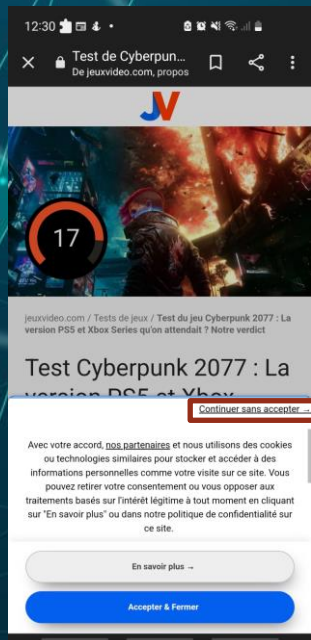 12:30
Test de Cyberpun...
De jeuxvideo.com, propos
JV
17
jeuxvideo.com / Tests de jeux / Test du jeu Cyberpunk 2077 : La
version PS5 et Xbox Series qu'on attendait ? Notre verdict
Test Cyberpunk 2077 : La
version PS5 et Xbox
Continuer sans accepter →
Avec votre accord, nos partenaires et nous utilisons des cookies
ou technologies similaires pour stocker et accéder à des
informations personnelles comme votre visite sur ce site. Vous
pouvez retirer votre consentement ou vous opposer aux
traitements basés sur l'intérêt légitime à tout moment en cliquant
sur "En savoir plus" ou dans notre politique de confidentialité sur
ce site.
En savoir plus →
Accepter & Fermer